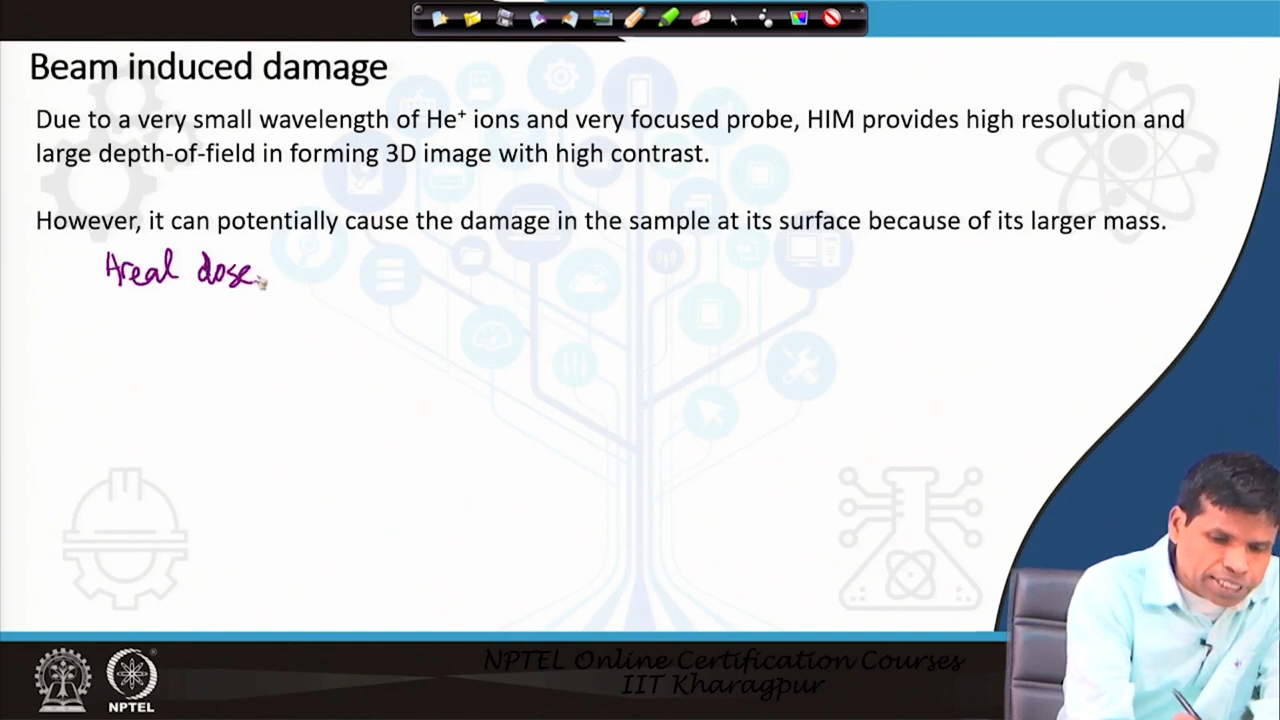 Beam induced damage
Due to a very small wavelength of He⁺ ions and very focused probe, HIM provides high resolution and
large depth-of-field in forming 3D image with high contrast.
However, it can potentially cause the damage in the sample at its surface because of its larger mass.
Areal dose
NPTEL Online Certification Courses
IIT Kharagpur
NPTEL